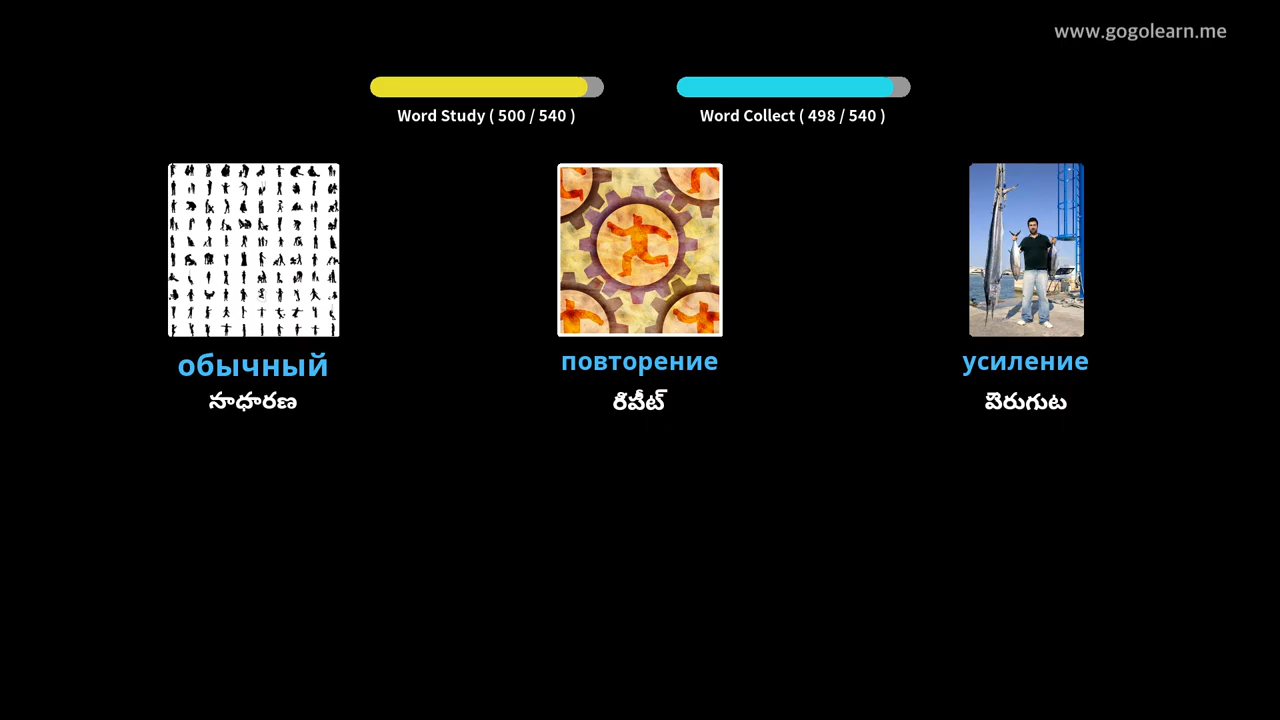 www.gogolearn.me
Word Study ( 500 / 540 )
Word Collect ( 498 / 540 )
обычный
повторение
усиление
సాధారణ
రిపీట్
పెరుగుట